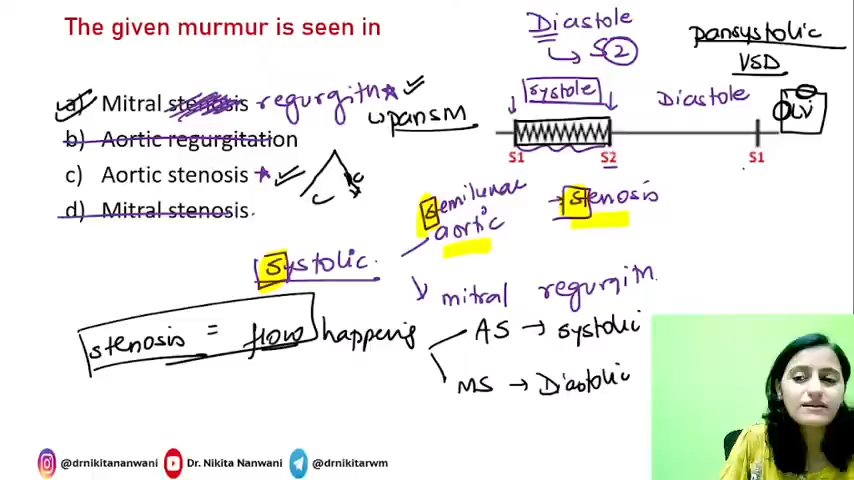 The given murmur is seen in
Diastole
S2
pansystolic
VSD
a) Mitral stenosis regurgitn
pansm
systole
Diastole
LV
b) Aortic regurgitation
S1 S2 S1
c) Aortic stenosis
d) Mitral stenosis
semilunar
aortic
→ stenosis
systolic
mitral regurgitn
stenosis = flow happening
AS → systolic
MS → Diastolic
@drnikitananwani Dr. Nikita Nanwani @drnikitarwm